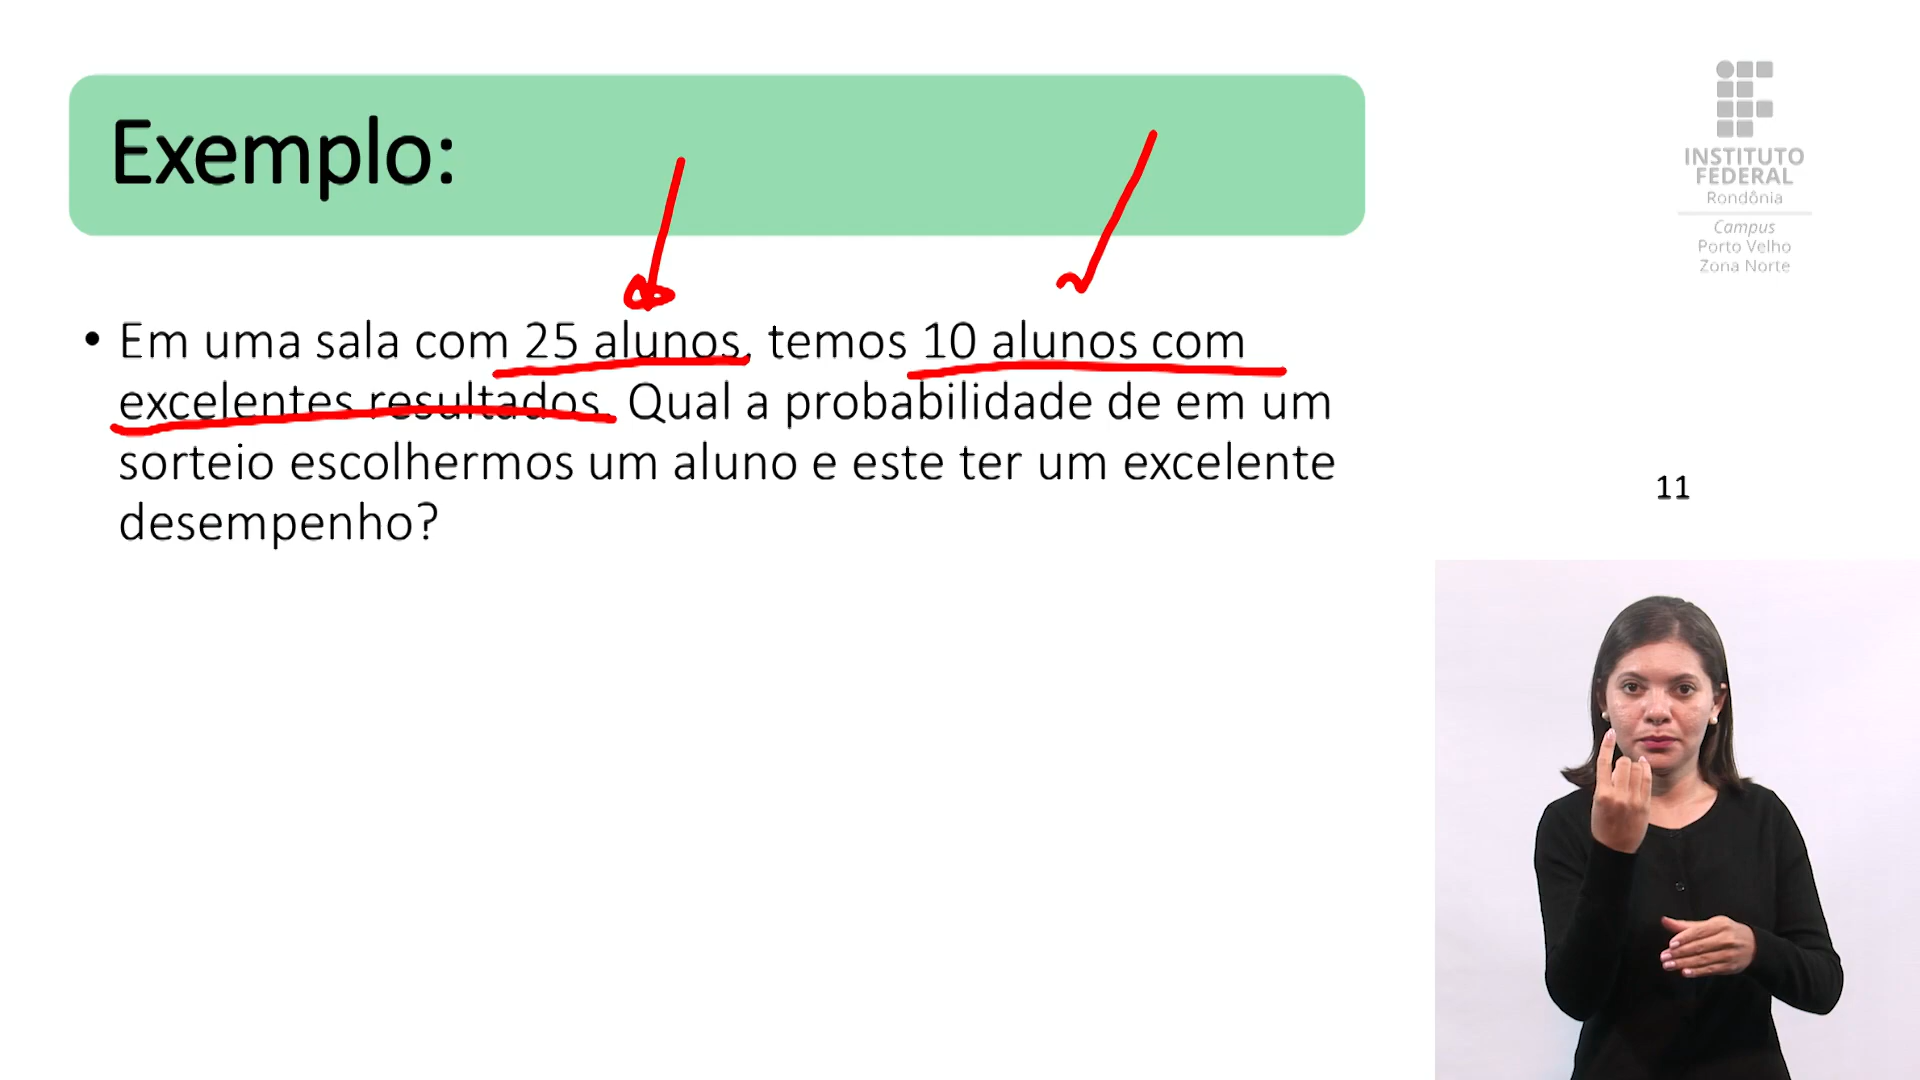 Exemplo:
• Em uma sala com 25 alunos, temos 10 alunos com
excelentes resultados. Qual a probabilidade de em um
sorteio escolhermos um aluno e este ter um excelente
desempenho?
INSTITUTO
FEDERAL
Rondônia
Campus
Porto Velho
Zona Norte
11